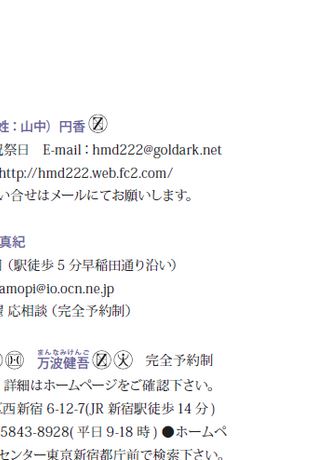 姓：山中）円香
祝祭日　E-mail：hmd222@goldark.net
http://hmd222.web.fc2.com/
い合せはメールにてお願いします。
真紀
（駅徒歩 5 分早稲田通り沿い）
amopi@io.ocn.ne.jp
応相談（完全予約制）
まんなみけんご
万波健吾　完全予約制
詳細はホームページをご確認下さい。
西新宿 6-12-7(JR 新宿駅徒歩 14 分 )
5843-8928( 平日 9-18 時 ) ●ホームペ
センター東京新宿都庁前で検索下さい。